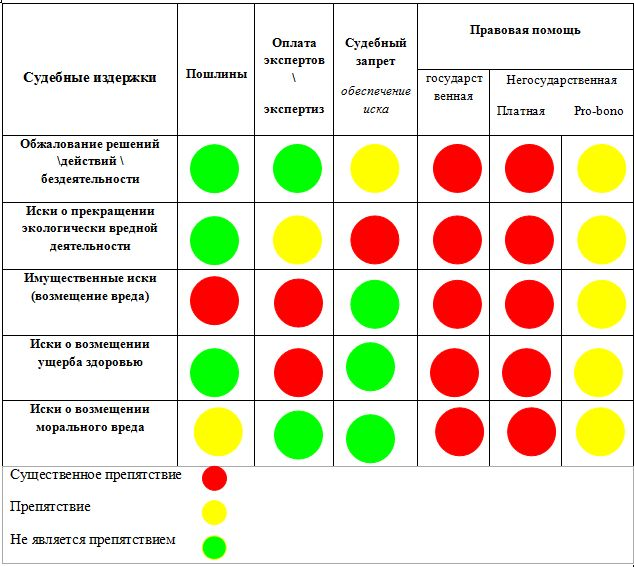 Судебные издержки
Пошлины
Оплата
экспертов
\
экспертиз
Судебный
запрет
обеспечение
иска
Правовая помощь
государст
венная
Негосударственная
Платная Pro-bono
Обжалование решений
\действий \
бездеятельности
Иски о прекращении
экологически вредной
деятельности
Имущественные иски
(возмещение вреда)
Иски о возмещении
ущерба здоровью
Иски о возмещении
морального вреда
Существенное препятствие
Препятствие
Не является препятствием